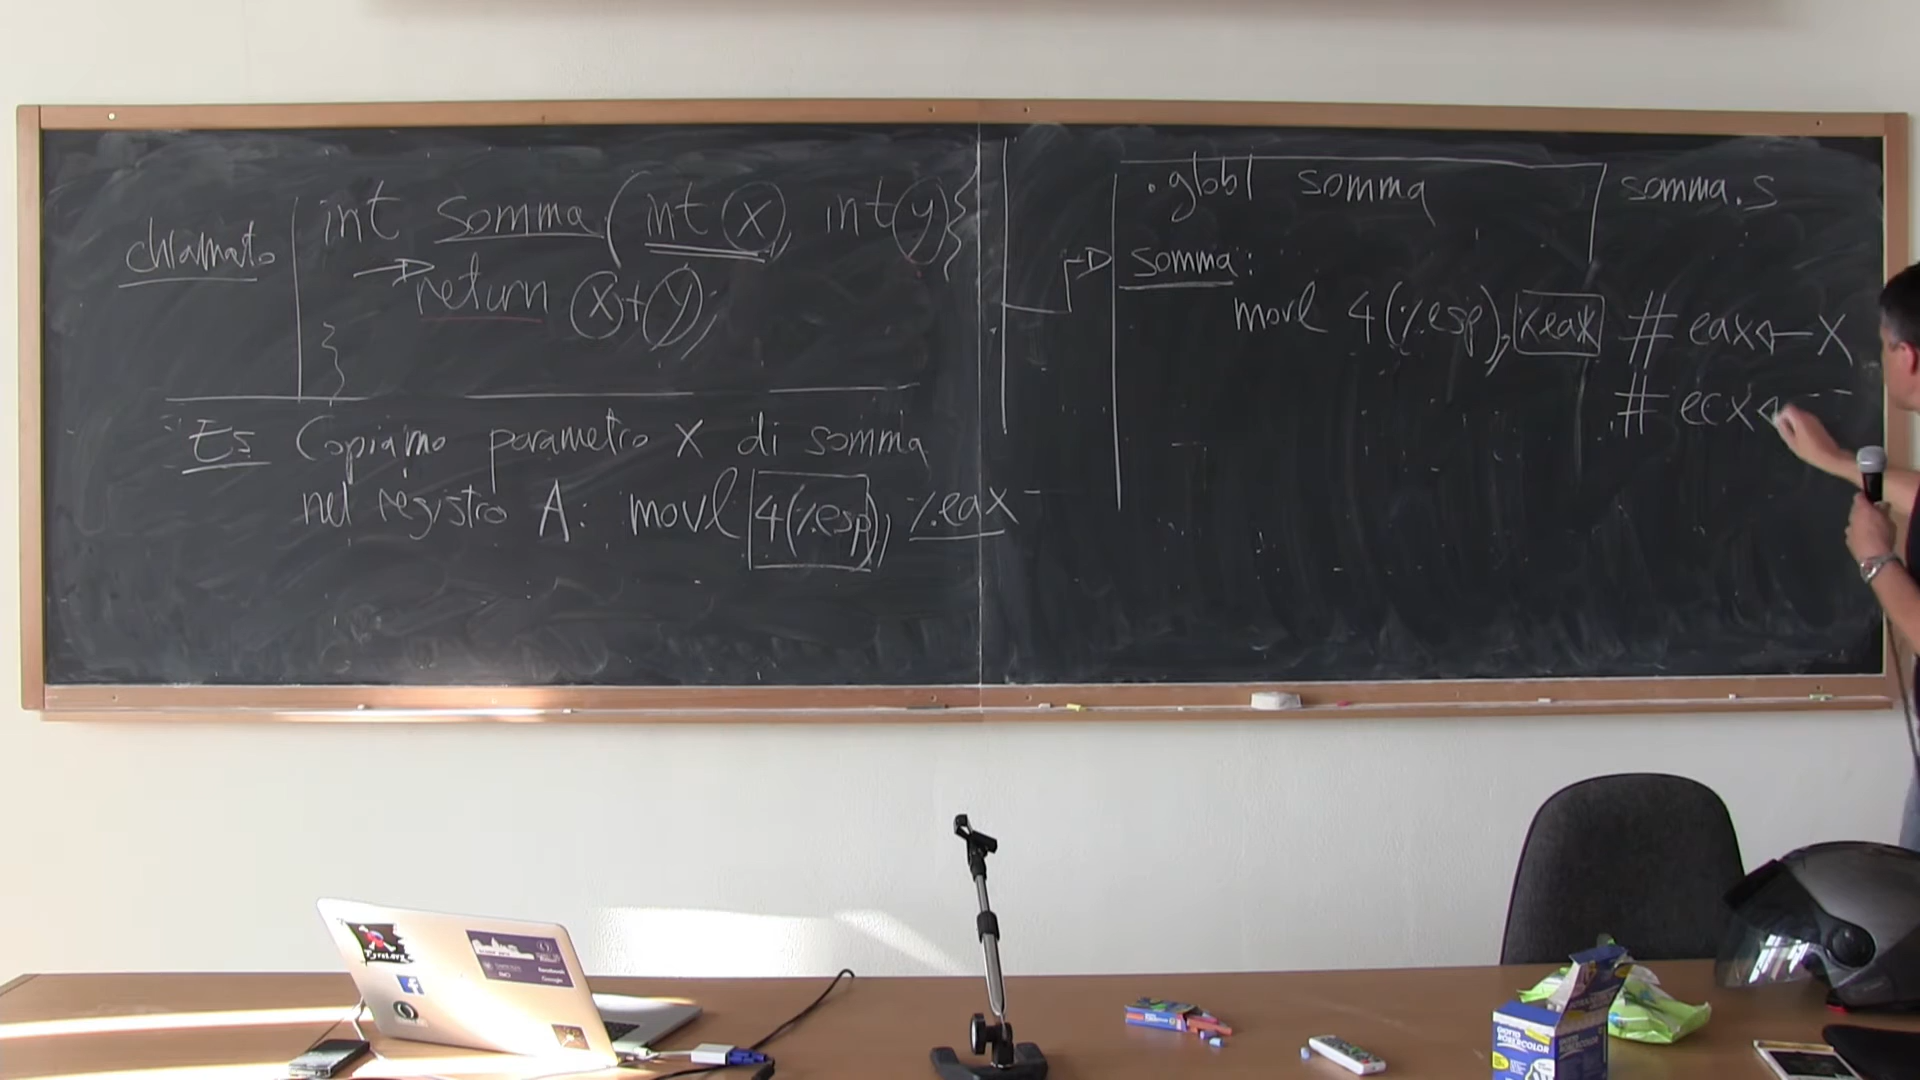 chiamato
int somma (int x, int y){
return x+y;
}
Es Copiamo parametro X di somma
nel registro A: movl 4(%esp), %eax
.globl somma
somma.s
somma:
movl 4(%esp), %eax # eax←X
# ecx←